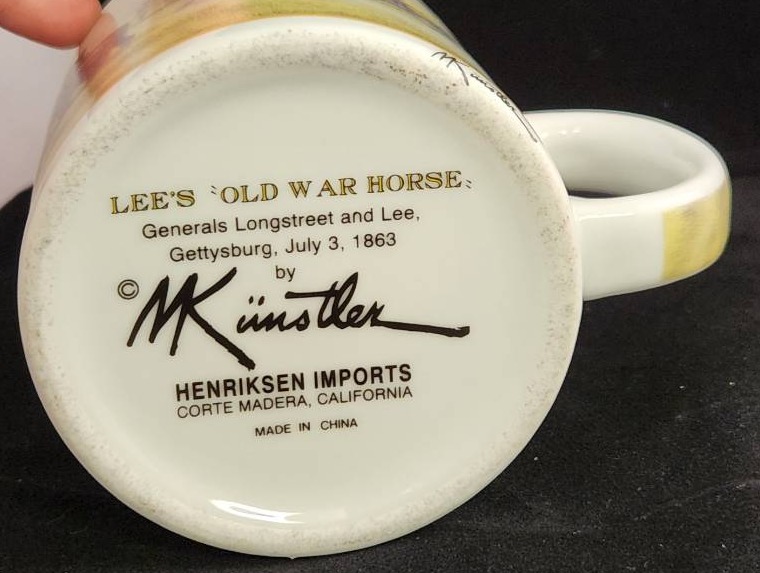 MKünstler
LEE'S "OLD WAR HORSE"
Generals Longstreet and Lee,
Gettysburg, July 3, 1863
by
© MKünstler
HENRIKSEN IMPORTS
CORTE MADERA, CALIFORNIA
MADE IN CHINA